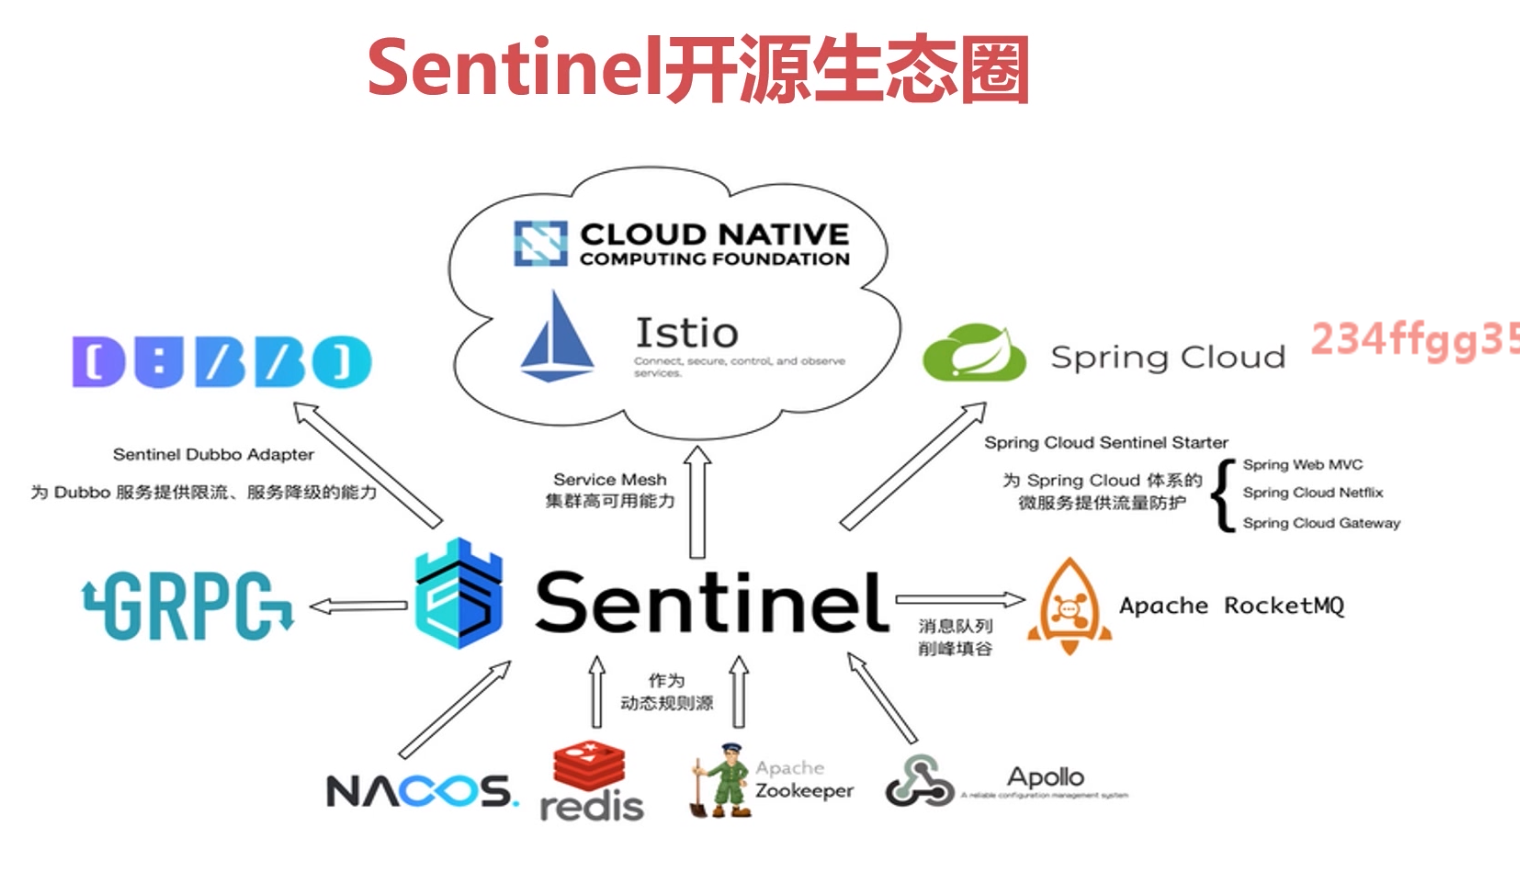 Sentinel开源生态圈
CLOUD NATIVE
COMPUTING FOUNDATION
Istio
Connect, secure, control, and observe
services.
DUBBO
Spring Cloud
234ffgg35
Sentinel Dubbo Adapter
为 Dubbo 服务提供限流、服务降级的能力
Service Mesh
集群高可用能力
Spring Cloud Sentinel Starter
为 Spring Cloud 体系的
微服务提供流量防护
Spring Web MVC
Spring Cloud Netflix
Spring Cloud Gateway
GRPC
Sentinel
消息队列
削峰填谷
Apache RocketMQ
作为
动态规则源
NACOS.
redis
Apache
Zookeeper
Apollo
A reliable configuration management system